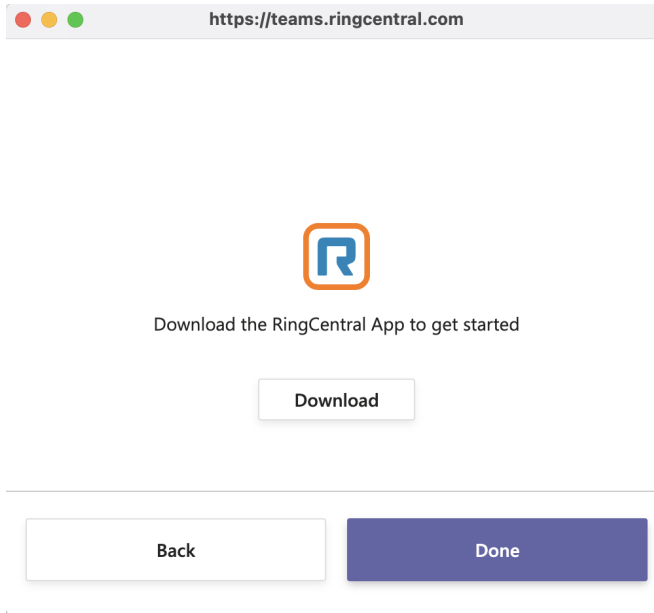 https://teams.ringcentral.com
R
Download the RingCentral App to get started
Download
Back
Done